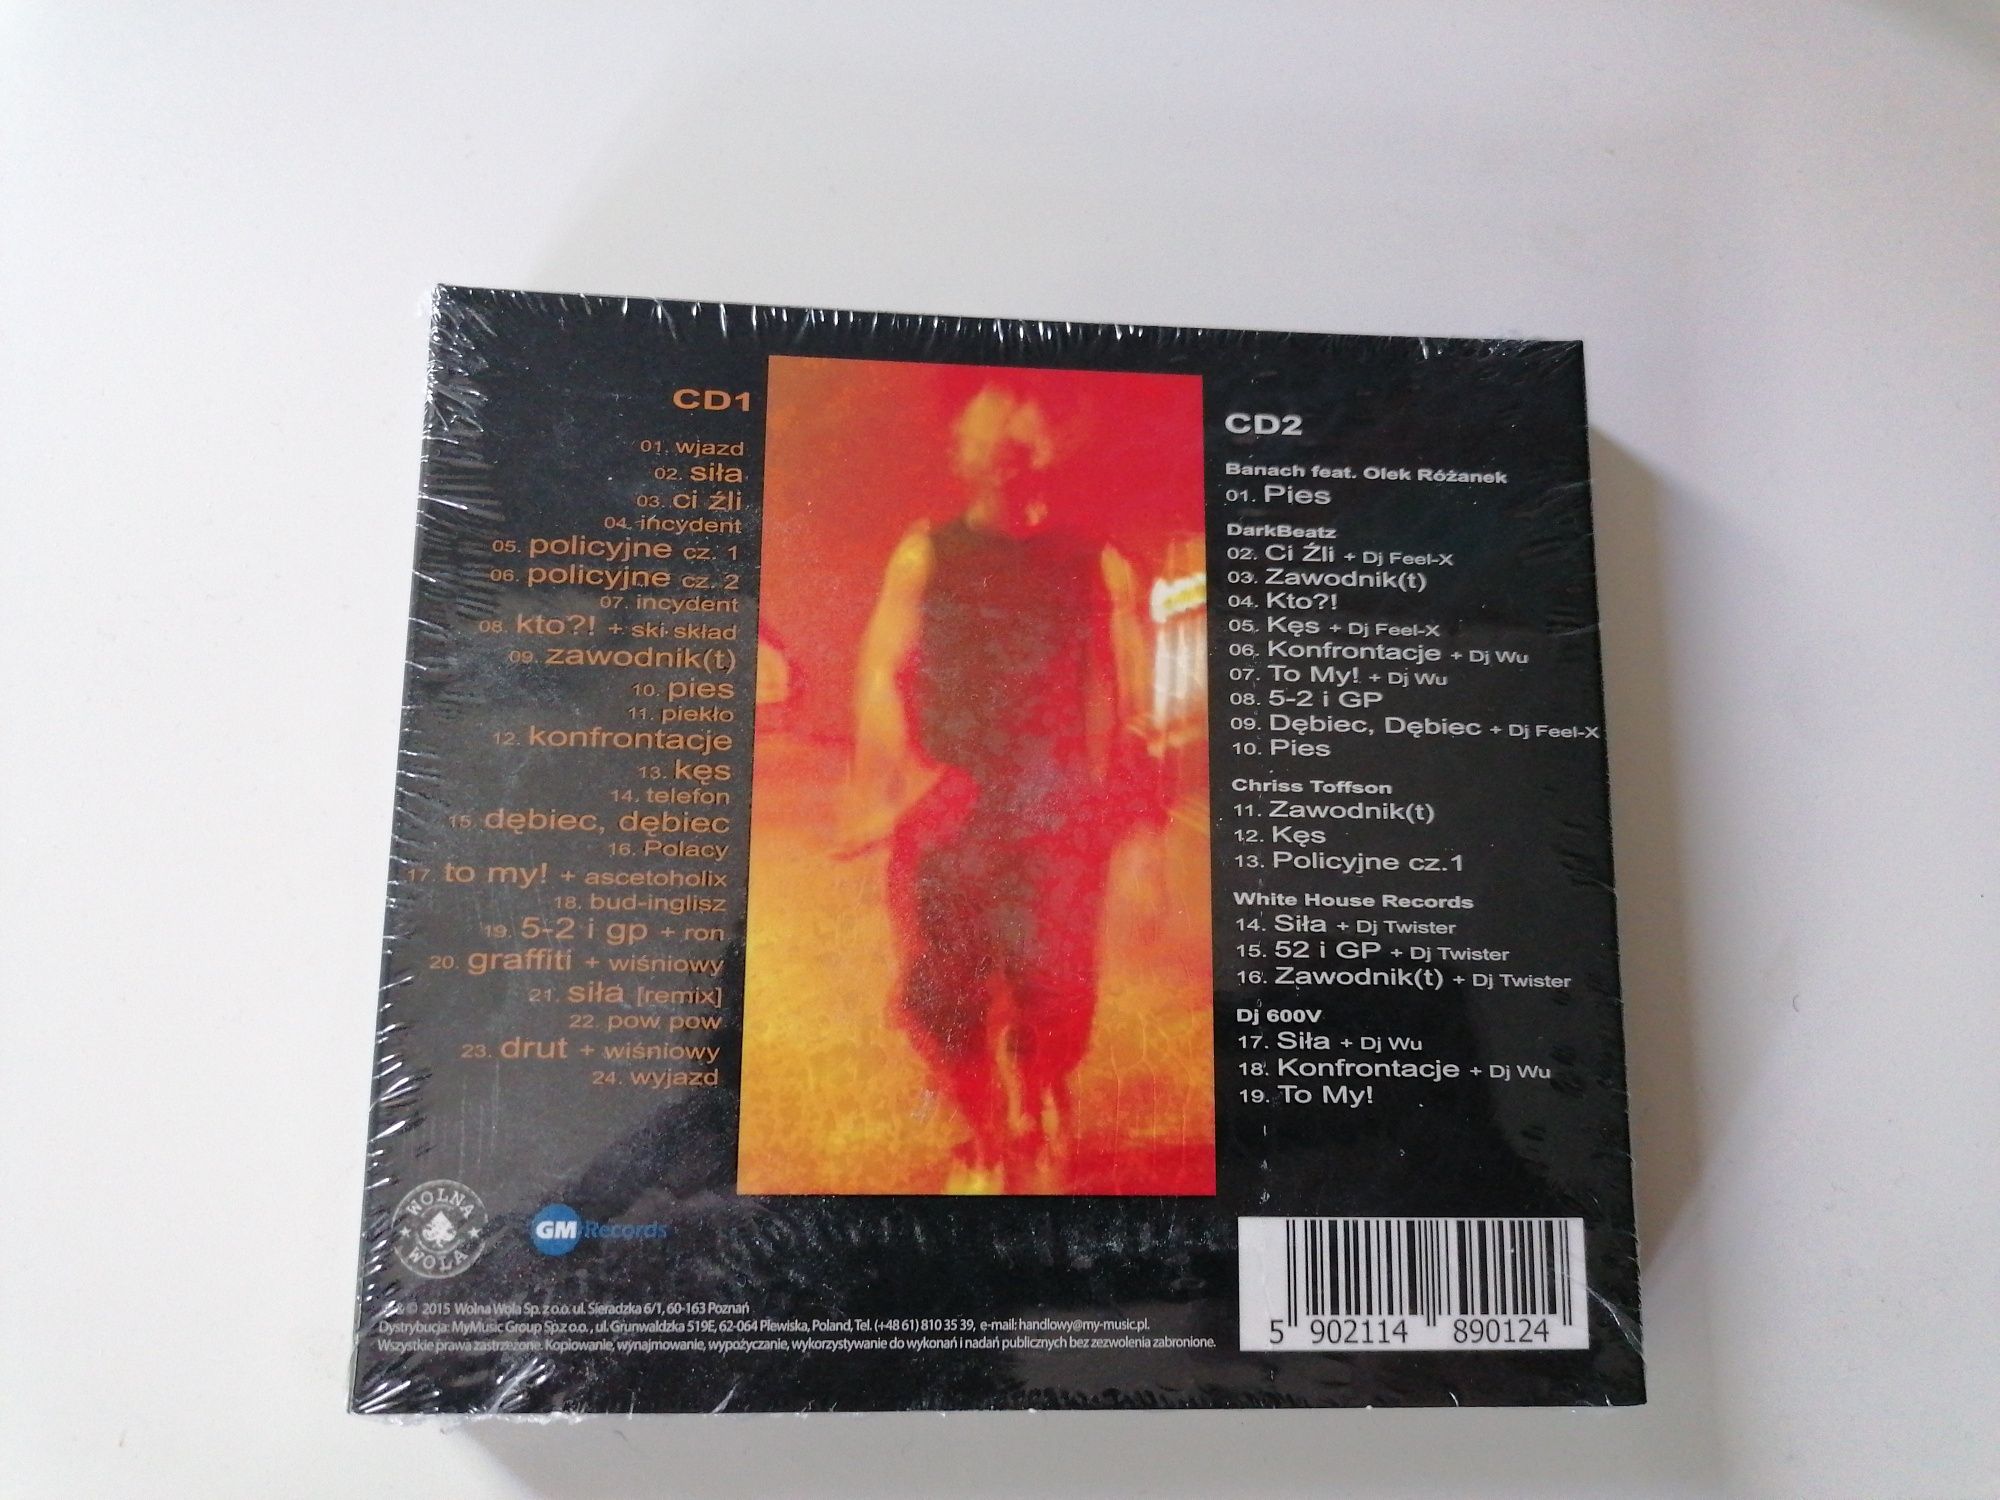 CD1
01. wjazd
02. siła
03. ci źli
04. incydent
05. policyjne cz. 1
06. policyjne cz. 2
07. incydent
08. kto?! + ski skład
09. zawodnik(t)
10. pies
11. piekło
12. konfrontacje
13. kęs
14. telefon
15. dębiec, dębiec
16. Polacy
17. to my! + ascetoholix
18. bud-inglisz
19. 5-2 i gp + ron
20. graffiti + wiśniowy
21. siła [remix]
22. pow pow
23. drut + wiśniowy
24. wyjazd
CD2
Banach feat. Olek Różanek
01. Pies
DarkBeatz
02. Ci Źli + Dj Feel-X
03. Zawodnik(t)
04. Kto?!
05. Kęs + Dj Feel-X
06. Konfrontacje + Dj Wu
07. To My! + Dj Wu
08. 5-2 i GP
09. Dębiec, Dębiec + Dj Feel-X
10. Pies
Chriss Toffson
11. Zawodnik(t)
12. Kęs
13. Policyjne cz.1
White House Records
14. Siła + Dj Twister
15. 52 i GP + Dj Twister
16. Zawodnik(t) + Dj Twister
Dj 600V
17. Siła + Dj Wu
18. Konfrontacje + Dj Wu
19. To My!
WOLNA
WOLA
GM Records
& © 2015 Wolna Wola Sp. z o.o. ul. Sieradzka 6/1, 60-163 Poznań
Dystrybucja: MyMusic Group Sp.z o.o., ul. Grunwaldzka 519E, 62-064 Plewiska, Poland, Tel. (+48 61) 810 35 39, e-mail: handlowy@my-music.pl.
Wszystkie prawa zastrzeżone. Kopiowanie, wynajmowanie, wypożyczanie, wykorzystywanie do wykonań i nadań publicznych bez zezwolenia zabronione.
5 902114 890124